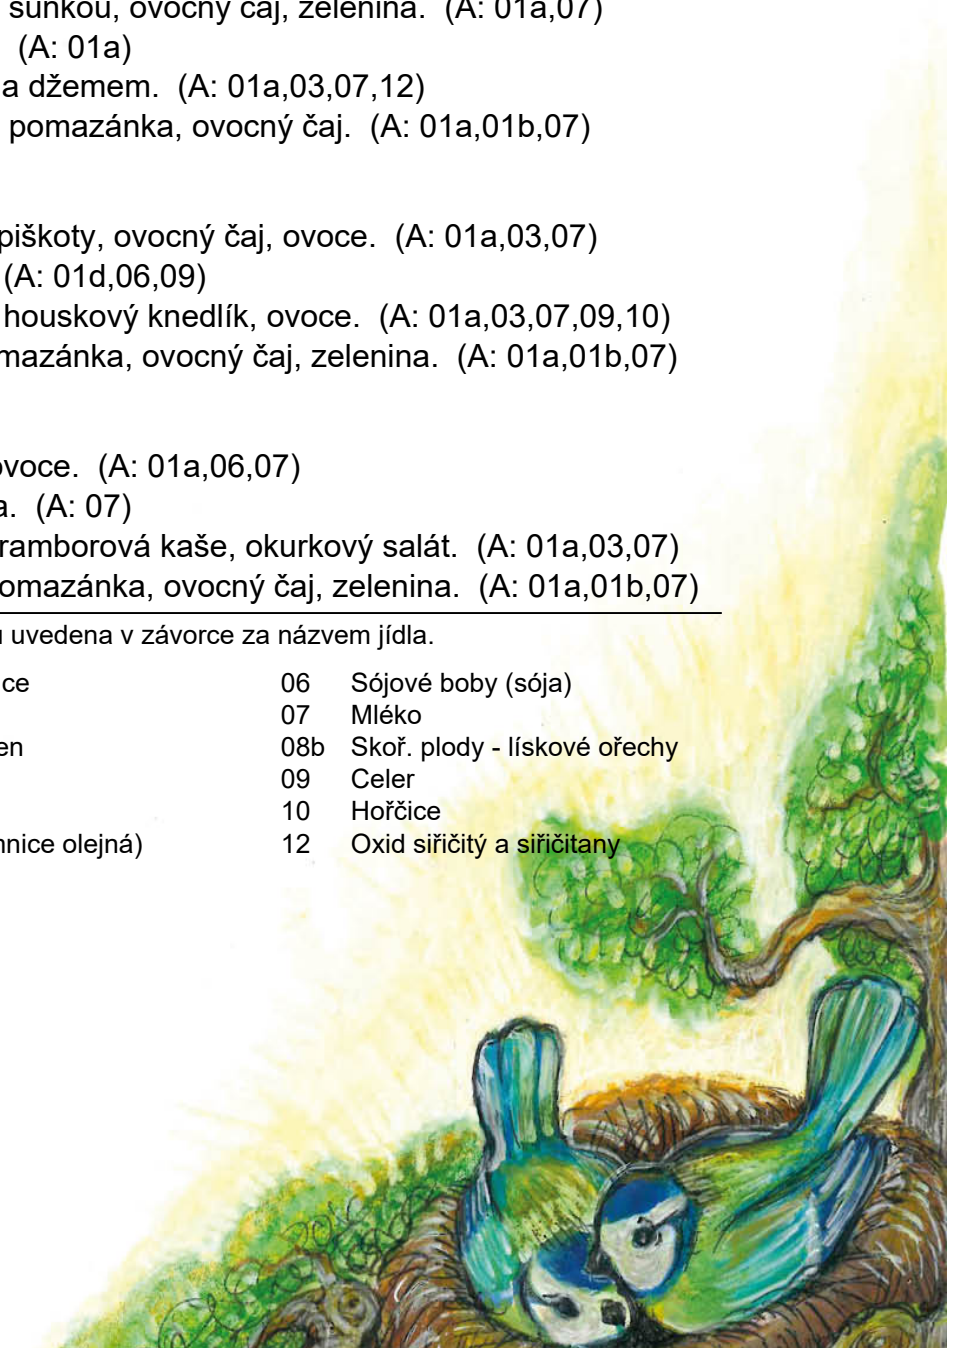 šunkou, ovocný čaj, zelenina. (A: 01a,07)
(A: 01a)
a džemem. (A: 01a,03,07,12)
pomazánka, ovocný čaj. (A: 01a,01b,07)
piškoty, ovocný čaj, ovoce. (A: 01a,03,07)
(A: 01d,06,09)
houskový knedlík, ovoce. (A: 01a,03,07,09,10)
mazánka, ovocný čaj, zelenina. (A: 01a,01b,07)
ovoce. (A: 01a,06,07)
a. (A: 07)
ramborová kaše, okurkový salát. (A: 01a,03,07)
omazánka, ovocný čaj, zelenina. (A: 01a,01b,07)
uvedena v závorce za názvem jídla.
ce 06 Sójové boby (sója)
07 Mléko
en 08b Skoř. plody - lískové ořechy
09 Celer
10 Hořčice
nice olejná) 12 Oxid siřičitý a siřičitany